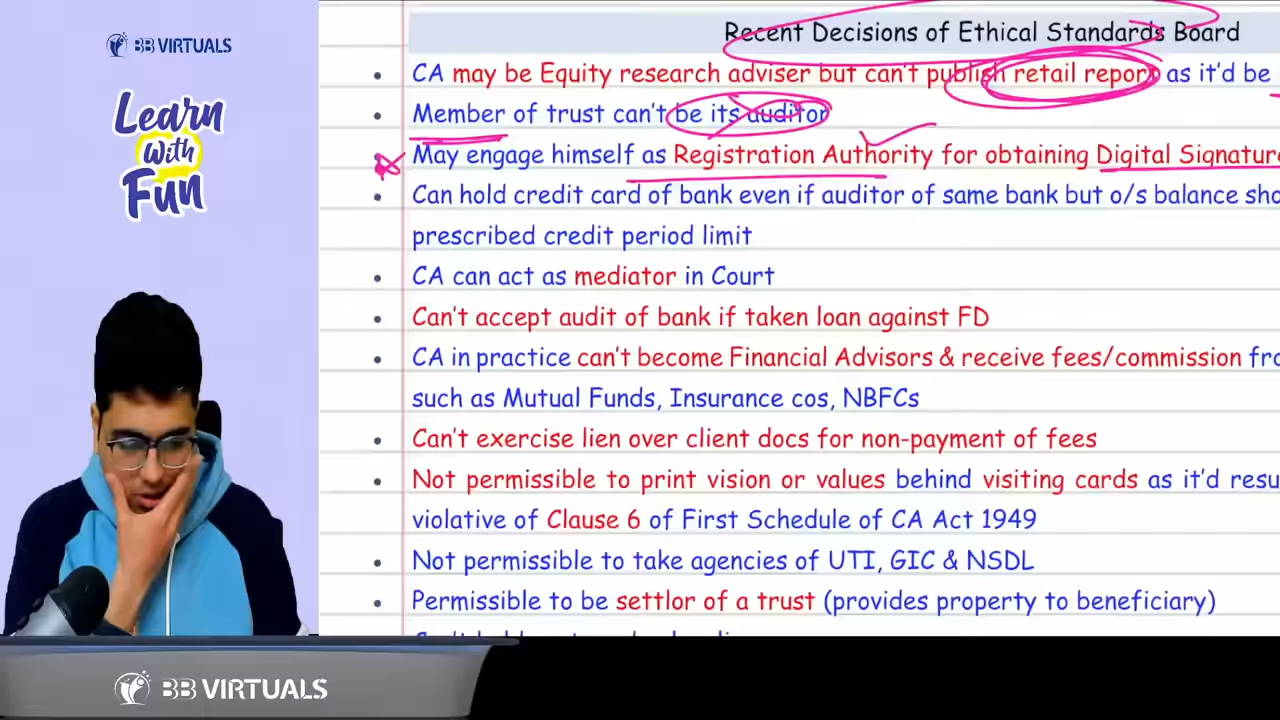 BB VIRTUALS
Learn
With
Fun
Recent Decisions of Ethical Standards Board
CA may be Equity research adviser but can't publish retail report as it'd be
Member of trust can't be its auditor
May engage himself as Registration Authority for obtaining Digital Signature
Can hold credit card of bank even if auditor of same bank but o/s balance
prescribed credit period limit
CA can act as mediator in Court
Can't accept audit of bank if taken loan against FD
CA in practice can't become Financial Advisors & receive fees/commission
such as Mutual Funds, Insurance cos, NBFCs
Can't exercise lien over client docs for non-payment of fees
Not permissible to print vision or values behind visiting cards as it'd
violative of Clause 6 of First Schedule of CA Act 1949
Not permissible to take agencies of UTI, GIC & NSDL
Permissible to be settlor of a trust (provides property to beneficiary)
BB VIRTUALS